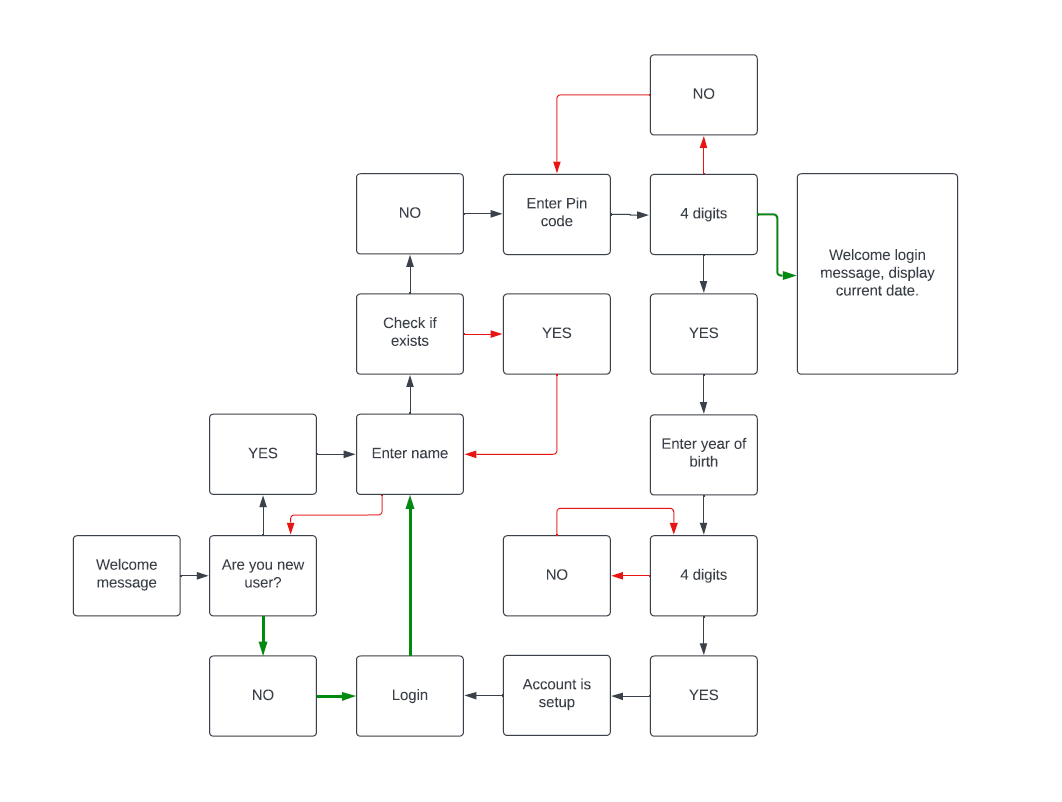 NO
NO
Enter Pin
code
4 digits
Welcome login
message, display
current date.
Check if
exists
YES
YES
YES
Enter name
Enter year of
birth
Welcome
message
Are you new
user?
NO
4 digits
NO
Login
Account is
setup
YES